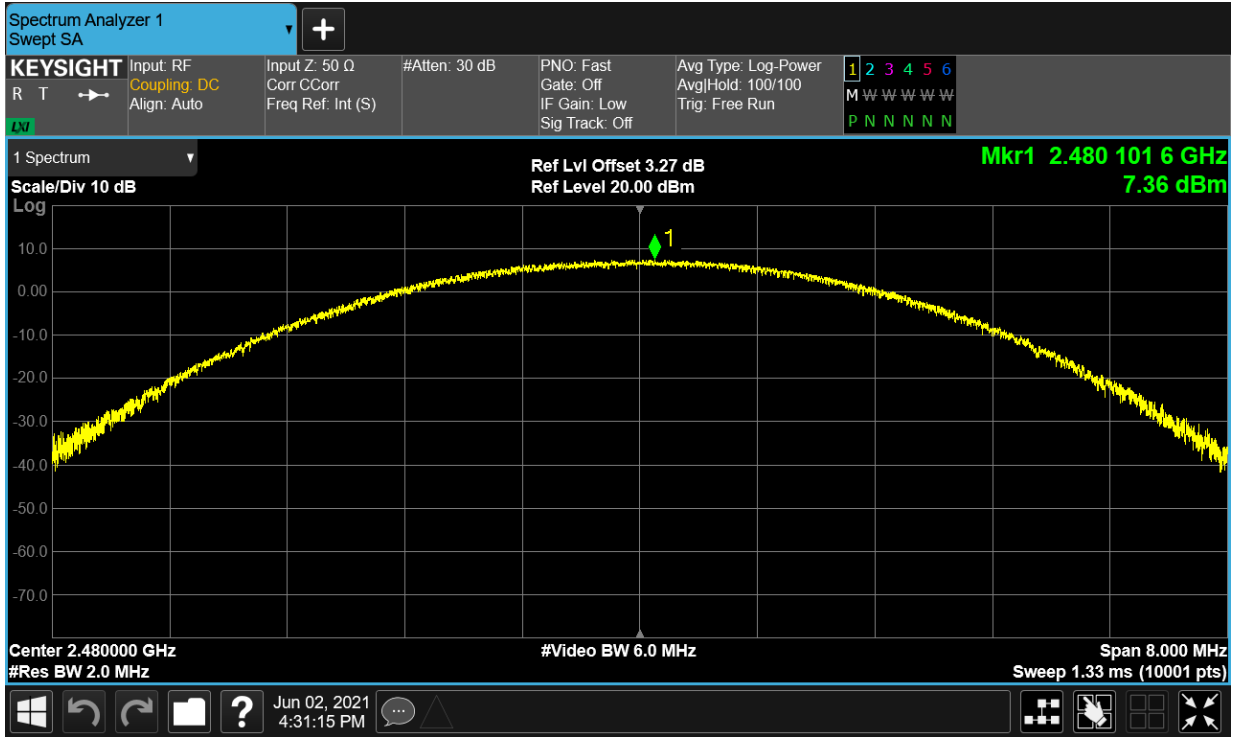 Spectrum Analyzer 1
Swept SA
+
KEYSIGHT
R T
LXI
Input: RF
Coupling: DC
Align: Auto
Input Z: 50 Ω
Corr CCorr
Freq Ref: Int (S)
#Atten: 30 dB
PNO: Fast
Gate: Off
IF Gain: Low
Sig Track: Off
Avg Type: Log-Power
Avg|Hold: 100/100
Trig: Free Run
1 2 3 4 5 6
M W W W W W
P N N N N N
1 Spectrum
Scale/Div 10 dB
Log
Ref Lvl Offset 3.27 dB
Ref Level 20.00 dBm
Mkr1 2.480 101 6 GHz
7.36 dBm
1
10.0
0.00
-10.0
-20.0
-30.0
-40.0
-50.0
-60.0
-70.0
Center 2.480000 GHz
#Video BW 6.0 MHz
Span 8.000 MHz
#Res BW 2.0 MHz
Sweep 1.33 ms (10001 pts)
?
Jun 02, 2021
4:31:15 PM